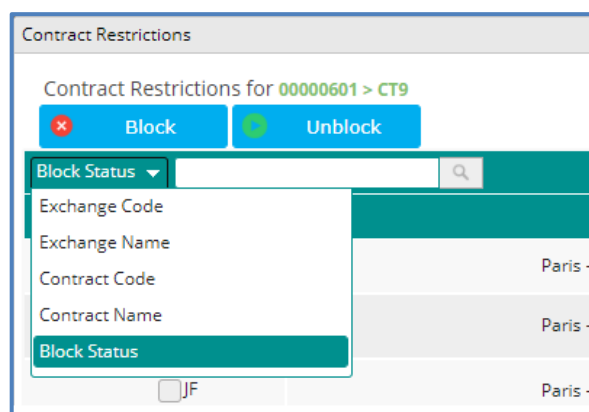 Contract Restrictions
Contract Restrictions for 00000601 > CT9
Block Unblock
Block Status
Exchange Code
Exchange Name
Contract Code
Contract Name
Block Status
Paris -
Paris -
JF Paris -